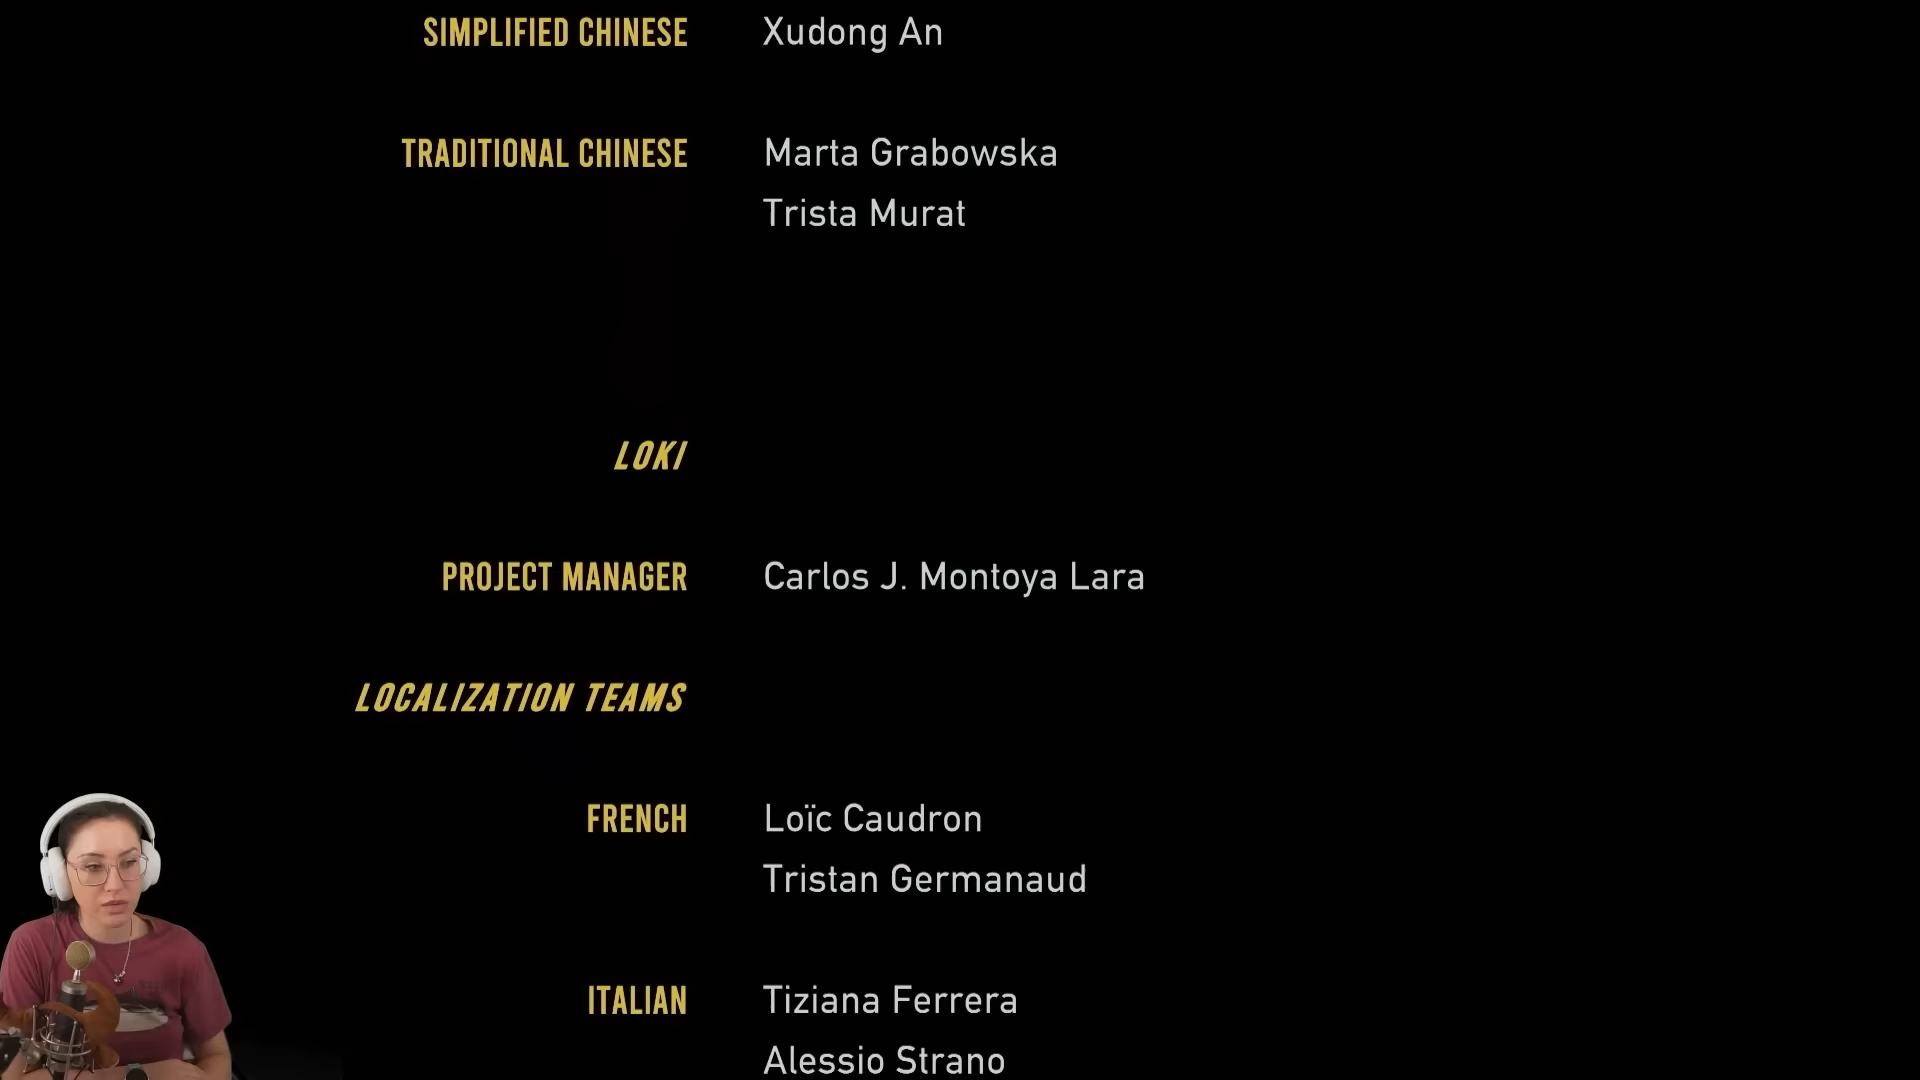 SIMPLIFIED CHINESE Xudong An
TRADITIONAL CHINESE Marta Grabowska
Trista Murat
LOKI
PROJECT MANAGER Carlos J. Montoya Lara
LOCALIZATION TEAMS
FRENCH Loïc Caudron
Tristan Germanaud
ITALIAN Tiziana Ferrera
Alessio Strano